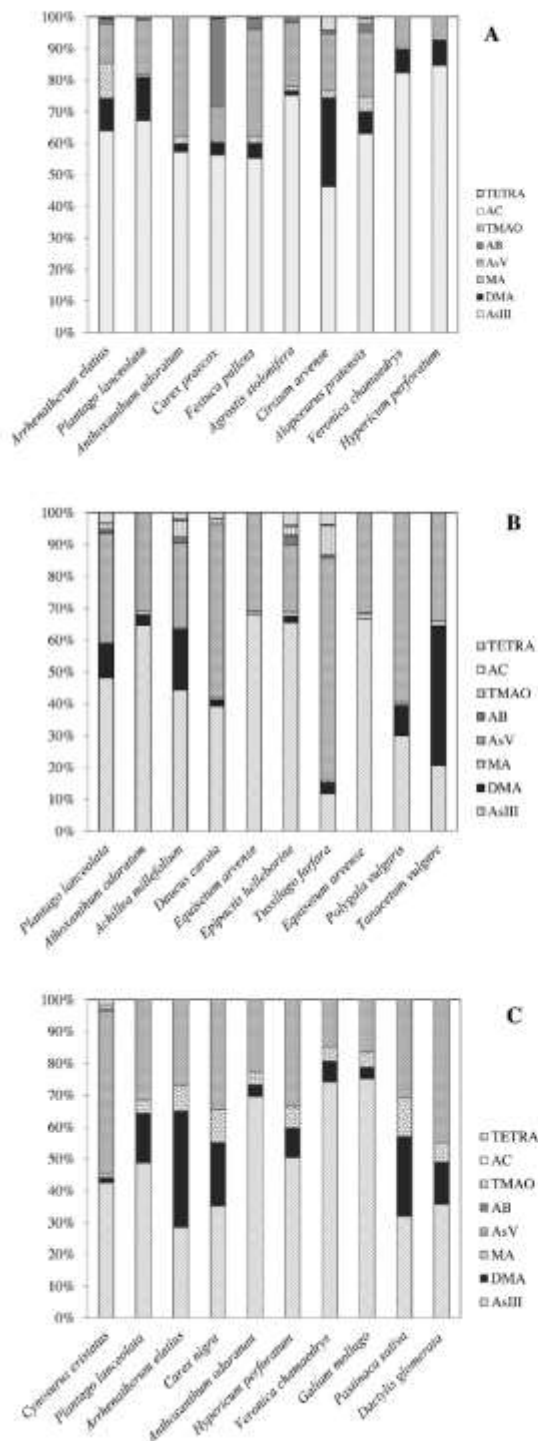 A
100%
90%
80%
70%
60%
50%
40%
30%
20%
10%
0%
TETRA
AC
TMAO
AB
AsV
MA
DMA
AsIII
Arrhenatherum elatius
Plantago lanceolata
Anthoxanthum odoratum
Carex praecox
Festuca pallens
Agrostis stolonifera
Cirsium arvense
Alopecurus pratensis
Veronica chamaedrys
Hypericum perforatum
B
100%
90%
80%
70%
60%
50%
40%
30%
20%
10%
0%
TETRA
AC
TMAO
AB
AsV
MA
DMA
AsIII
Plantago lanceolata
Athoxanthum odoratum
Achillea millefolium
Daucus carota
Equisetum arvense
Epipactis helleborine
Tussilago farfara
Equisetum arvense
Polygala vulgaris
Tanacetum vulgare
C
100%
90%
80%
70%
60%
50%
40%
30%
20%
10%
0%
TETRA
AC
TMAO
AB
AsV
MA
DMA
AsIII
Cynosurus cristatus
Plantago lanceolata
Arrhenatherum elatius
Carex nigra
Anthoxanthum odoratum
Hypericum perforatum
Veronica chamaedrys
Galium mollugo
Pastinaca sativa
Dactylis glomerata